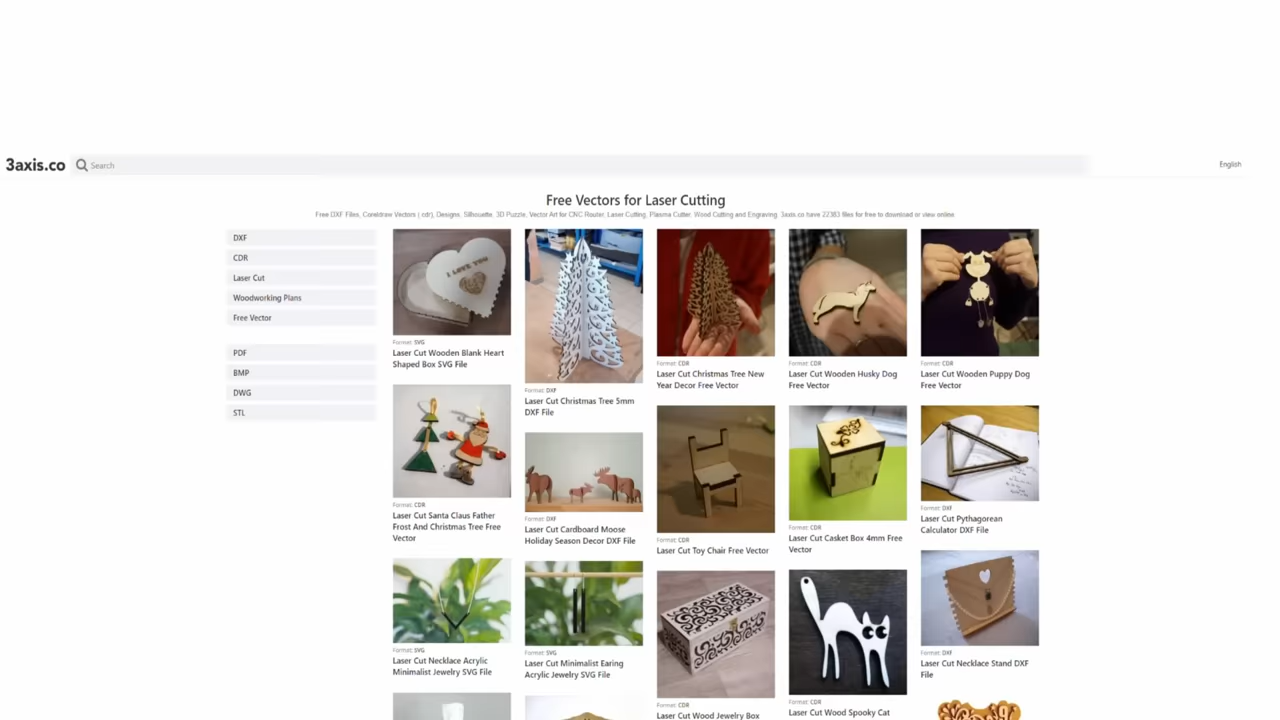 3axis.co
Search
English
Free Vectors for Laser Cutting
Free DXF Files, Coreldraw Vectors (.cdr), Designs, Silhouette, 3D Puzzle, Vector Art for CNC Router, Laser Cutting, Plasma Cutter, Wood Cutting and Engraving. 3axis.co have 22383 files for free to download or view online.
DXF
CDR
Laser Cut
Woodworking Plans
Free Vector
PDF
BMP
DWG
STL
I LOVE YOU
Format: SVG
Laser Cut Wooden Blank Heart
Shaped Box SVG File
Format: CDR
Laser Cut Santa Claus Father
Frost And Christmas Tree Free
Vector
Format: SVG
Laser Cut Necklace Acrylic
Minimalist Jewelry SVG File
Format: DXF
Laser Cut Christmas Tree 5mm
DXF File
Format: DXF
Laser Cut Cardboard Moose
Holiday Season Decor DXF File
Format: SVG
Laser Cut Minimalist Earing
Acrylic Jewelry SVG File
Format: CDR
Laser Cut Christmas Tree New
Year Decor Free Vector
Format: CDR
Laser Cut Toy Chair Free Vector
Format: CDR
Laser Cut Wood Jewelry Box
Format: CDR
Laser Cut Wooden Husky Dog
Free Vector
Format: CDR
Laser Cut Casket Box 4mm Free
Vector
Format: CDR
Laser Cut Wood Spooky Cat
Format: CDR
Laser Cut Wooden Puppy Dog
Free Vector
Format: DXF
Laser Cut Pythagorean
Calculator DXF File
Format: DXF
Laser Cut Necklace Stand DXF
File